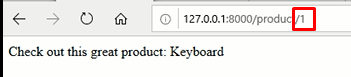 127.0.0.1:8000/product/1
Check out this great product: Keyboard